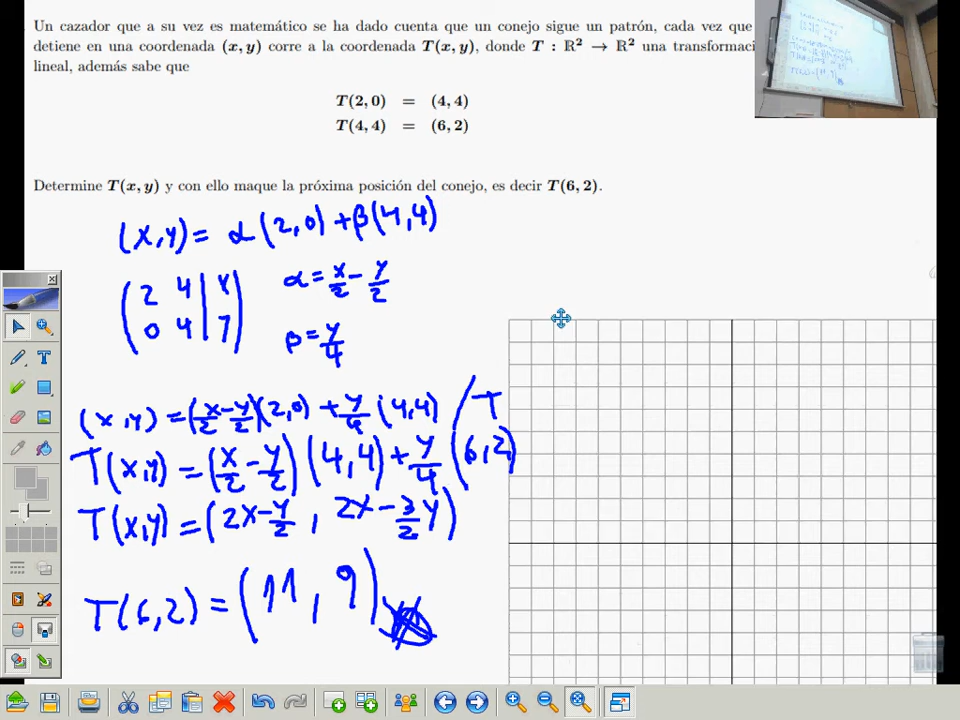 Un cazador que a su vez es matemático se ha dado cuenta que un conejo sigue un patrón, cada vez que
detiene en una coordenada (x, y) corre a la coordenada T(x, y), donde T : ℝ² → ℝ² una transformaci
lineal, además sabe que
T(2, 0) = (4, 4)
T(4, 4) = (6, 2)
Determine T(x, y) y con ello maque la próxima posición del conejo, es decir T(6, 2).
(x,y) = α(2,0) + β(4,4)
(2 4 | x
0 4 | y)
α = x/2 - y/2
β = y/4
(x,y) = (x/2 - y/2)(2,0) + y/4 (4,4) / T
T(x,y) = (x/2 - y/2)(4,4) + y/4 (6,2)
T(x,y) = (2x - y/2, 2x - 3/2 y)
T(6,2) = (11, 9)